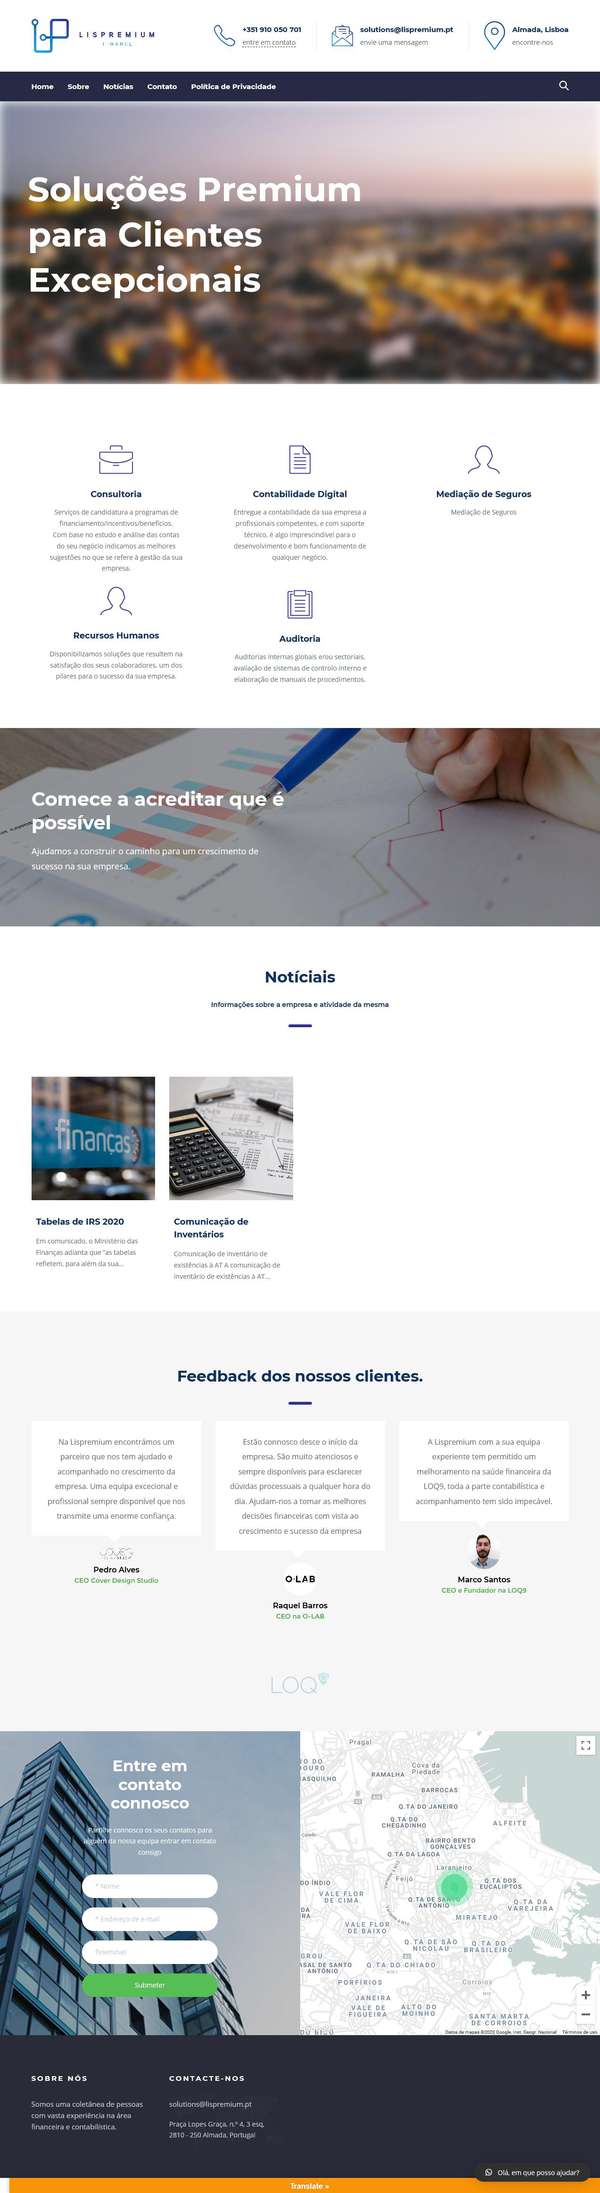 LISPREMIUM
FINANCE
+351 910 050 701
entre em contato
solutions@lispremium.pt
envie uma mensagem
Almada, Lisboa
encontre-nos
Home
Sobre
Notícias
Contato
Política de Privacidade
Soluções Premium
para Clientes
Excepcionais
Consultoria
Serviços de candidatura a programas de
financiamento/incentivos/benefícios.
Com base no estudo e análise das contas
do seu negócio indicamos as melhores
sugestões no que se refere à gestão da sua
empresa.
Contabilidade Digital
Entregue a contabilidade da sua empresa a
profissionais competentes, e com suporte
técnico, é algo imprescindível para o
desenvolvimento e bom funcionamento de
qualquer negócio.
Mediação de Seguros
Mediação de Seguros
Recursos Humanos
Disponibilizamos soluções que resultem na
satisfação dos seus colaboradores, um dos
pilares para o sucesso da sua empresa.
Auditoria
Auditorias internas globais e/ou sectoriais,
avaliação de sistemas de controlo interno e
elaboração de manuais de procedimentos.
Comece a acreditar que é
possível
Ajudamos a construir o caminho para um crescimento de
sucesso na sua empresa.
Notíciais
Informações sobre a empresa e atividade da mesma
finanças
Tabelas de IRS 2020
Em comunicado, o Ministério das
Finanças adianta que "as tabelas
refletem, para além da sua...
Comunicação de
Inventários
Comunicação de inventário de
existências à AT A comunicação de
inventário de existências à AT...
Feedback dos nossos clientes.
Na Lispremium encontrámos um
parceiro que nos tem ajudado e
acompanhado no crescimento da
empresa. Uma equipa excecional e
profissional sempre disponível que nos
transmite uma enorme confiança.
Pedro Alves
CEO Cover Design Studio
Estão connosco desce o início da
empresa. São muito atenciosos e
sempre disponíveis para esclarecer
dúvidas processuais a qualquer hora do
dia. Ajudam-nos a tomar as melhores
decisões financeiras com vista ao
crescimento e sucesso da empresa
O·LAB
Raquel Barros
CEO na O-LAB
A Lispremium com a sua equipa
experiente tem permitido um
melhoramento na saúde financeira da
LOQ9, toda a parte contabilística e
acompanhamento tem sido impecável.
Marco Santos
CEO e Fundador na LOQ9
LOQ9
Entre em
contato
connosco
Partilhe connosco os seus contatos para
alguém da nossa equipa entrar em contato
consigo
* Nome
* Endereço de e-mail
Telemóvel
Submeter
Pragal
Cova da
Piedade
RAMALHA
BARROCAS
Q.TA DO JANEIRO
Q.TA DO
CHEGADINHO
ALFEITE
BAIRRO BENTO
GONÇALVES
Q.TA DA LAGOA
Laranjeiro
Feijó
Q.TA DOS
EUCALIPTOS
VALE FLOR
DE CIMA
Q.TA DE SANTO
ANTÓNIO
Q.TA DA
VAREJEIRA
MIRATEJO
VALE FLOR
DE BAIXO
Q.TA DE SÃO
NICOLAU
Q.TA DO
BRASILEIRO
Q.TA DO CHIADO
PORFÍRIOS
Corroios
JANEIRA
VALE DE
FIGUEIRA
ALTO DO
MOINHO
SANTA MARTA
DE CORROIOS
Dados de mapas ©2020 Google, Inst. Geogr. Nacional
Termos de uso
SOBRE NÓS
Somos uma coletânea de pessoas
com vasta experiência na área
financeira e contabilística.
CONTACTE-NOS
solutions@lispremium.pt
Praça Lopes Graça, n.º 4, 3 esq,
2810 - 250 Almada, Portugal
Olá, em que posso ajudar?
Translate »